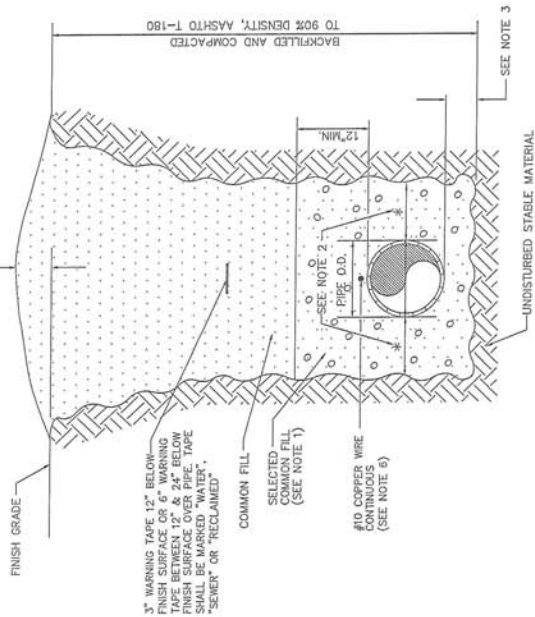 FINISH GRADE
3" WARNING TAPE 12" BELOW
FINISH SURFACE OR 6" WARNING
TAPE BETWEEN 12" & 24" BELOW
FINISH SURFACE OVER PIPE. TAPE
SHALL BE MARKED "WATER",
"SEWER" OR "RECLAIMED"
COMMON FILL
SELECTED
COMMON FILL
(SEE NOTE 1)
#10 COPPER WIRE
CONTINUOUS
(SEE NOTE 6)
SEE NOTE 2
PIPE O.D.
12"MIN.
BACKFILLED AND COMPACTED
TO 90% DENSITY, AASHTO T-180
SEE NOTE 3
UNDISTURBED STABLE MATERIAL